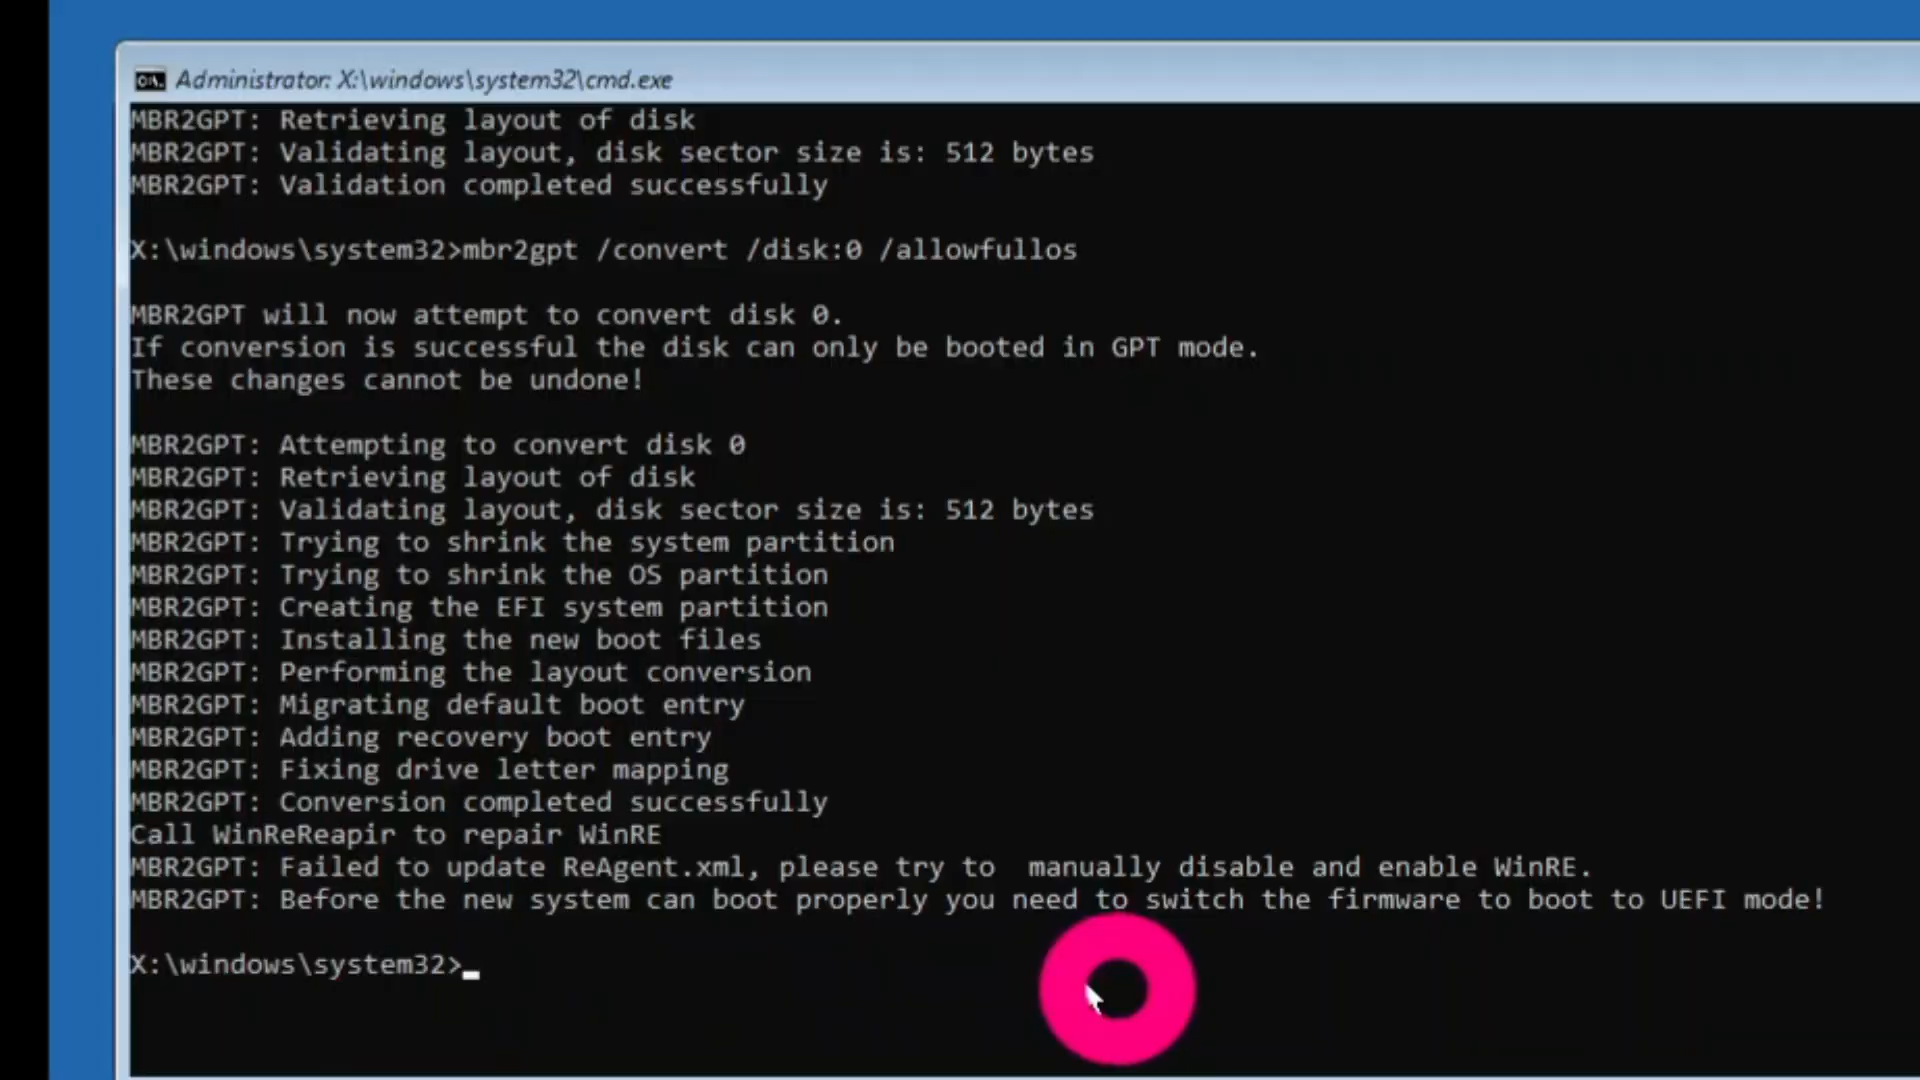 Administrator: X:\windows\system32\cmd.exe
MBR2GPT: Retrieving layout of disk
MBR2GPT: Validating layout, disk sector size is: 512 bytes
MBR2GPT: Validation completed successfully
X:\windows\system32>mbr2gpt /convert /disk:0 /allowfullos
MBR2GPT will now attempt to convert disk 0.
If conversion is successful the disk can only be booted in GPT mode.
These changes cannot be undone!
MBR2GPT: Attempting to convert disk 0
MBR2GPT: Retrieving layout of disk
MBR2GPT: Validating layout, disk sector size is: 512 bytes
MBR2GPT: Trying to shrink the system partition
MBR2GPT: Trying to shrink the OS partition
MBR2GPT: Creating the EFI system partition
MBR2GPT: Installing the new boot files
MBR2GPT: Performing the layout conversion
MBR2GPT: Migrating default boot entry
MBR2GPT: Adding recovery boot entry
MBR2GPT: Fixing drive letter mapping
MBR2GPT: Conversion completed successfully
Call WinReReapir to repair WinRE
MBR2GPT: Failed to update ReAgent.xml, please try to  manually disable and enable WinRE.
MBR2GPT: Before the new system can boot properly you need to switch the firmware to boot to UEFI mode!
X:\windows\system32>